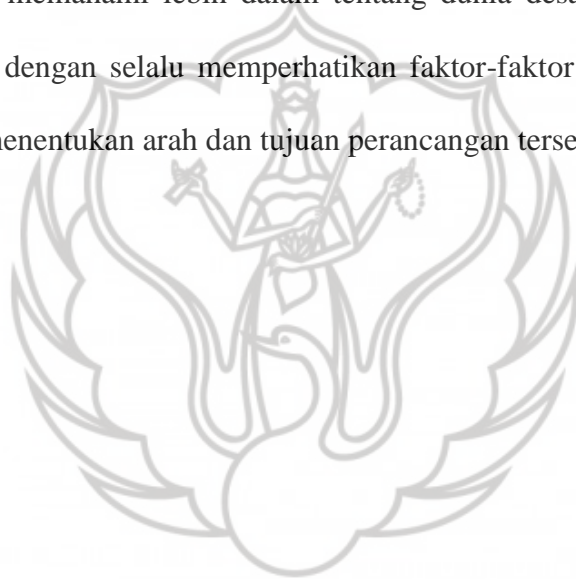 memahami lebih dalam tentang dunia
dengan selalu memperhatikan faktor-faktor
menentukan arah dan tujuan perancangan